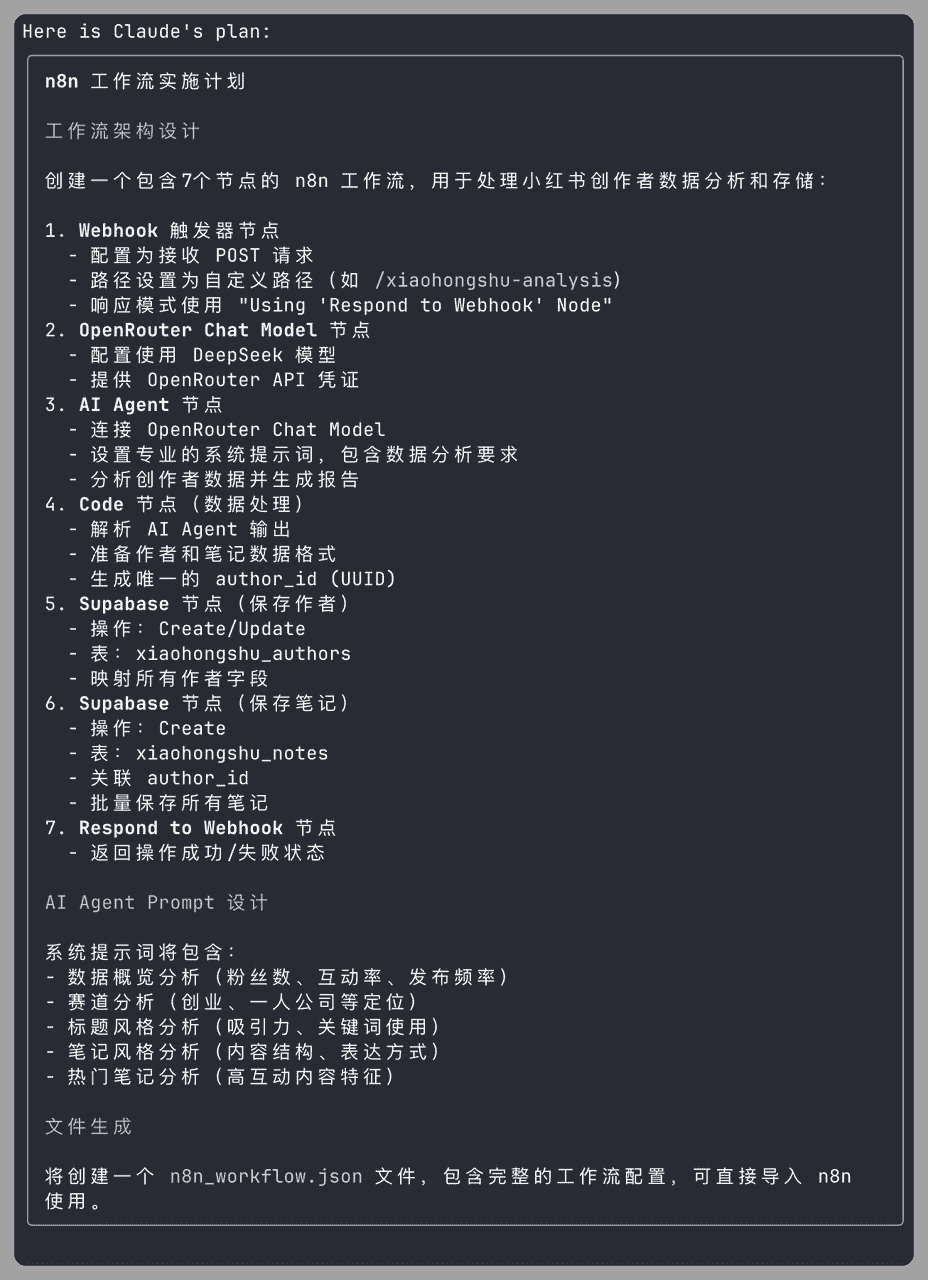 Here is Claude's plan:
n8n 工作流实施计划
工作流架构设计
创建一个包含7个节点的 n8n 工作流，用于处理小红书创作者数据分析和存储：
1. Webhook 触发器节点
- 配置为接收 POST 请求
- 路径设置为自定义路径（如 /xiaohongshu-analysis）
- 响应模式使用 "Using 'Respond to Webhook' Node"
2. OpenRouter Chat Model 节点
- 配置使用 DeepSeek 模型
- 提供 OpenRouter API 凭证
3. AI Agent 节点
- 连接 OpenRouter Chat Model
- 设置专业的系统提示词，包含数据分析要求
- 分析创作者数据并生成报告
4. Code 节点（数据处理）
- 解析 AI Agent 输出
- 准备作者和笔记数据格式
- 生成唯一的 author_id (UUID)
5. Supabase 节点（保存作者）
- 操作：Create/Update
- 表：xiaohongshu_authors
- 映射所有作者字段
6. Supabase 节点（保存笔记）
- 操作：Create
- 表：xiaohongshu_notes
- 关联 author_id
- 批量保存所有笔记
7. Respond to Webhook 节点
- 返回操作成功/失败状态
AI Agent Prompt 设计
系统提示词将包含：
- 数据概览分析（粉丝数、互动率、发布频率）
- 赛道分析（创业、一人公司等定位）
- 标题风格分析（吸引力、关键词使用）
- 笔记风格分析（内容结构、表达方式）
- 热门笔记分析（高互动内容特征）
文件生成
将创建一个 n8n_workflow.json 文件，包含完整的工作流配置，可直接导入 n8n
使用。